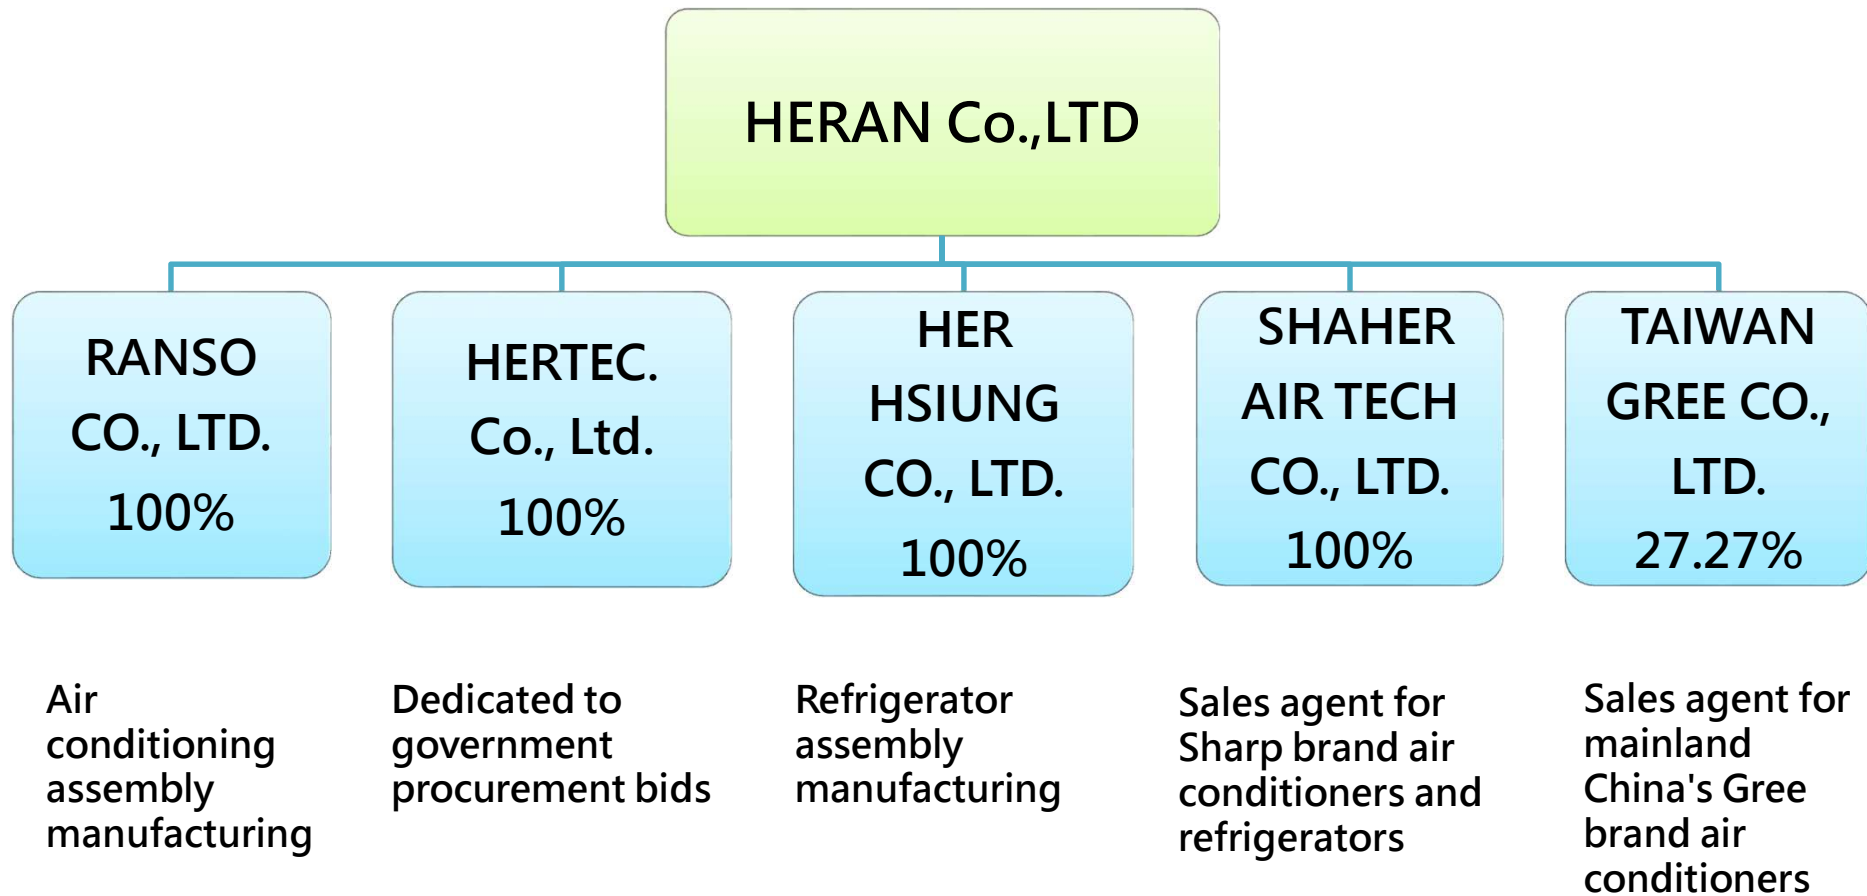 HERAN Co.,LTD
RANSO
CO., LTD.
100%
HERTEC.
Co., Ltd.
100%
HER
HSIUNG
CO., LTD.
100%
SHAHER
AIR TECH
CO., LTD.
100%
TAIWAN
GREE CO.,
LTD.
27.27%
Air
conditioning
assembly
manufacturing
Dedicated to
government
procurement bids
Refrigerator
assembly
manufacturing
Sales agent for
Sharp brand air
conditioners and
refrigerators
Sales agent for
mainland
China's Gree
brand air
conditioners